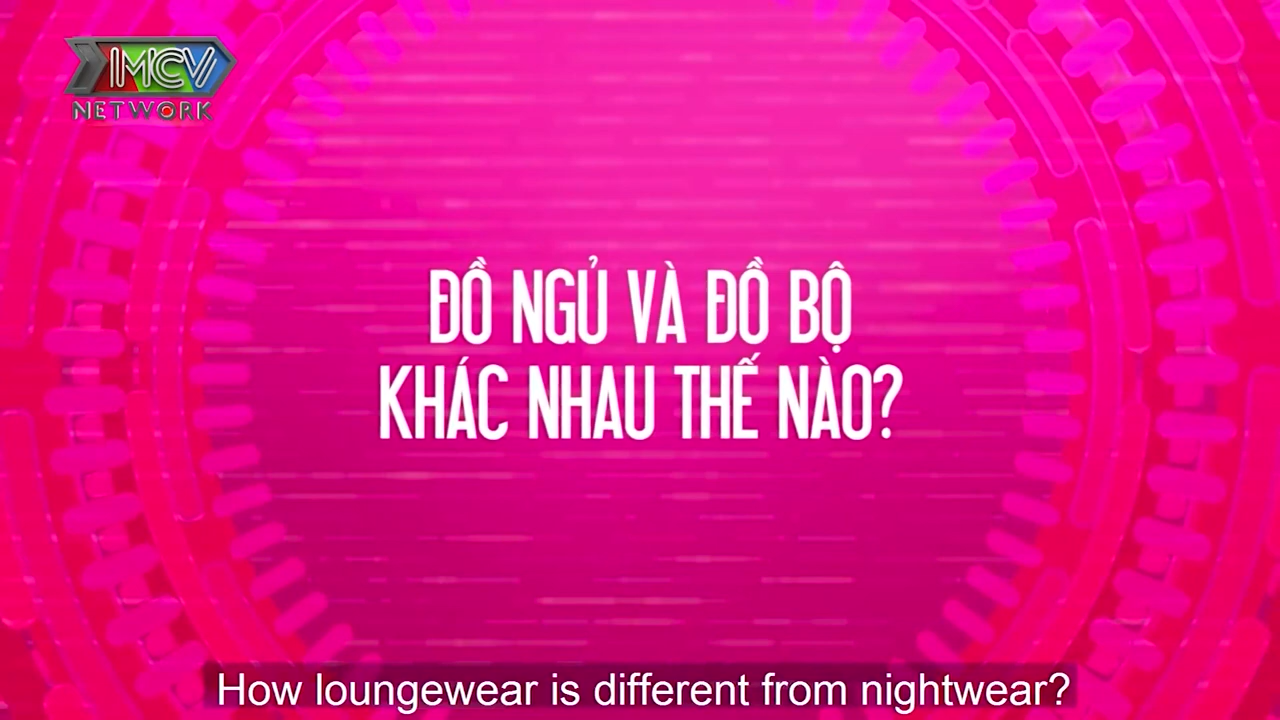 MCV
NETWORK
ĐỒ NGỦ VÀ ĐỒ BỘ
KHÁC NHAU THẾ NÀO?
How loungewear is different from nightwear?